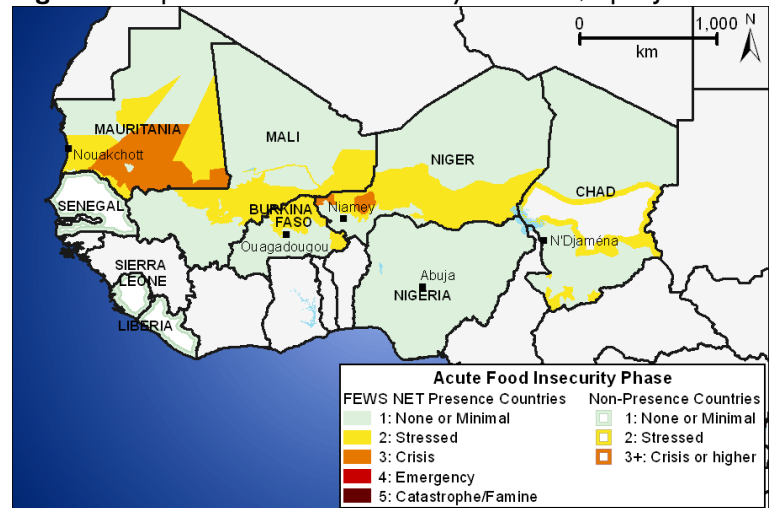 0 1,000 N
km
MAURITANIA
MALI
Nouakchott
NIGER
CHAD
SENEGAL
BURKINA
FASO
Niamey
Ouagadougou
N'Djaména
SIERRA
LEONE
Abuja
NIGERIA
LIBERIA
Acute Food Insecurity Phase
FEWS NET Presence Countries
1: None or Minimal
2: Stressed
3: Crisis
4: Emergency
5: Catastrophe/Famine
Non-Presence Countries
1: None or Minimal
2: Stressed
3+: Crisis or higher